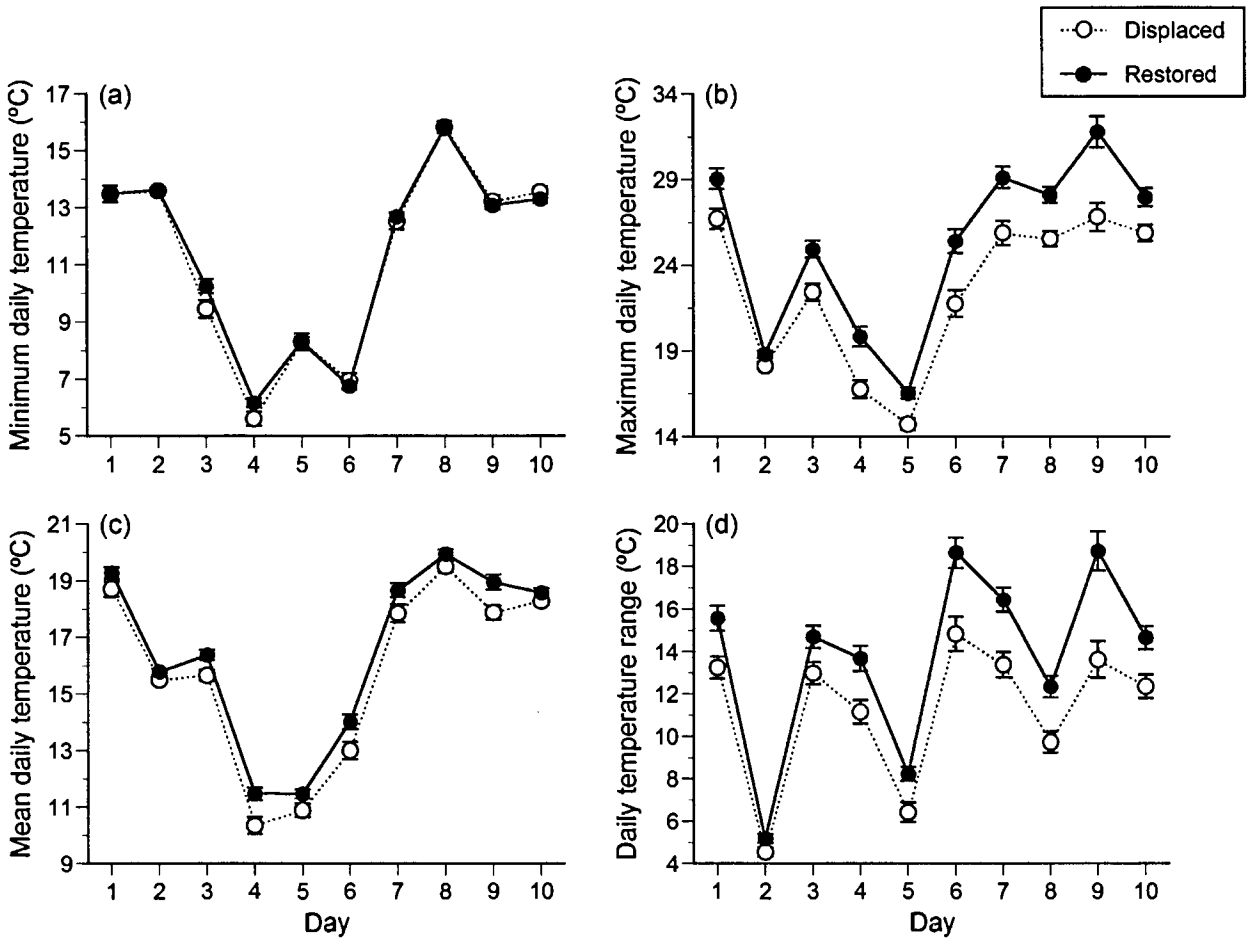 Displaced
Restored
(a)
Minimum daily temperature (ºC)
17
15
13
11
9
7
5
1 2 3 4 5 6 7 8 9 10
(b)
Maximum daily temperature (ºC)
34
29
24
19
14
1 2 3 4 5 6 7 8 9 10
(c)
Mean daily temperature (ºC)
21
19
17
15
13
11
9
1 2 3 4 5 6 7 8 9 10
Day
(d)
Daily temperature range (ºC)
20
18
16
14
12
10
8
6
4
1 2 3 4 5 6 7 8 9 10
Day